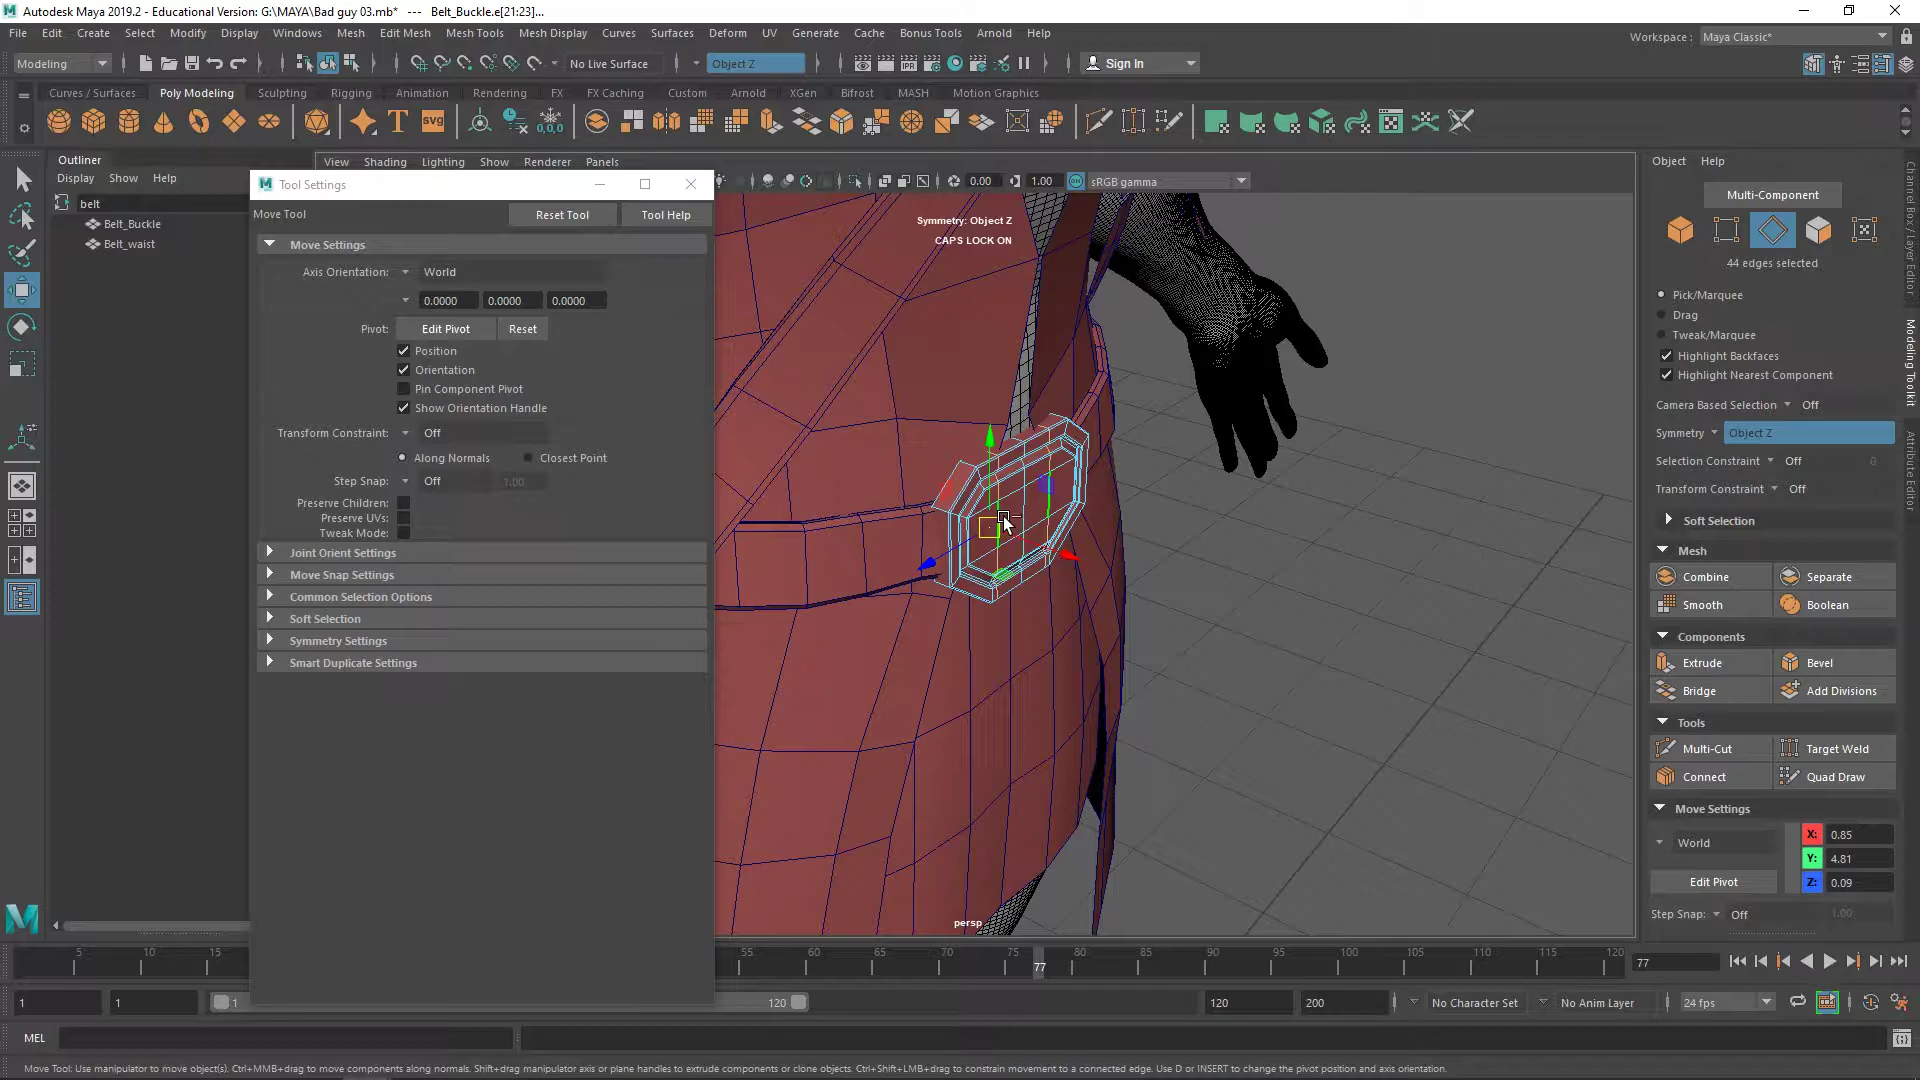 Autodesk Maya 2019.2 - Educational Version: G:\MAYA\Bad guy 03.mb*   ---   Belt_Buckle.e[21:23]...
File Edit Create Select Modify Display Windows Mesh Edit Mesh Mesh Tools Mesh Display Curves Surfaces Deform UV Generate Cache Bonus Tools Arnold Help
Workspace : Maya Classic*
Modeling No Live Surface Object Z Sign In
Curves / Surfaces Poly Modeling Sculpting Rigging Animation Rendering FX FX Caching Custom Arnold XGen Bifrost MASH Motion Graphics
T SVG 0,0,0
Outliner
Display Show Help
belt
Belt_Buckle
Belt_waist
View Shading Lighting Show Renderer Panels
0.00 1.00 sRGB gamma
Tool Settings
Move Tool Reset Tool Tool Help
Move Settings
Axis Orientation: World
0.0000 0.0000 0.0000
Pivot: Edit Pivot Reset
Position
Orientation
Pin Component Pivot
Show Orientation Handle
Transform Constraint: Off
Along Normals Closest Point
Step Snap: Off 1.00
Preserve Children:
Preserve UVs:
Tweak Mode:
Joint Orient Settings
Move Snap Settings
Common Selection Options
Soft Selection
Symmetry Settings
Smart Duplicate Settings
Symmetry: Object Z
CAPS LOCK ON
persp
Object Help
Multi-Component
44 edges selected
Pick/Marquee
Drag
Tweak/Marquee
Highlight Backfaces
Highlight Nearest Component
Camera Based Selection Off
Symmetry Object Z
Selection Constraint Off 0
Transform Constraint Off
Soft Selection
Mesh
Combine Separate
Smooth Boolean
Components
Extrude Bevel
Bridge Add Divisions
Tools
Multi-Cut Target Weld
Connect Quad Draw
Move Settings
World
X: 0.85
Y: 4.81
Z: 0.09
Edit Pivot
Step Snap: Off 1.00
Channel Box / Layer Editor
Modeling Toolkit
Attribute Editor
5 10 15 55 60 65 70 75 77 80 85 90 95 100 105 110 115 120 77
1 1 1 120 120 200 No Character Set No Anim Layer 24 fps
MEL
Move Tool: Use manipulator to move object(s). Ctrl+MMB+drag to move components along normals. Shift+drag manipulator axis or plane handles to extrude components or clone objects. Ctrl+Shift+LMB+drag to constrain movement to a connected edge. Use D or INSERT to change the pivot position and axis orientation.